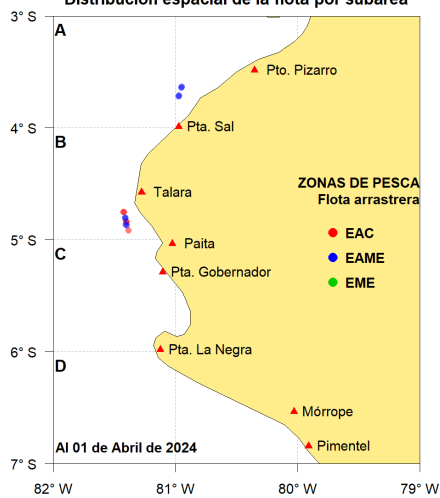 Distribución espacial de la flota por subárea
3° S
A
Pto. Pizarro
4° S
Pta. Sal
B
ZONAS DE PESCA
Talara
Flota arrastrera
EAC
5° S
Paita
C
EAME
Pta. Gobernador
EME
6° S
Pta. La Negra
D
Mórrope
Al 01 de Abril de 2024
Pimentel
7° S
82° W
81° W
80° W
79° W